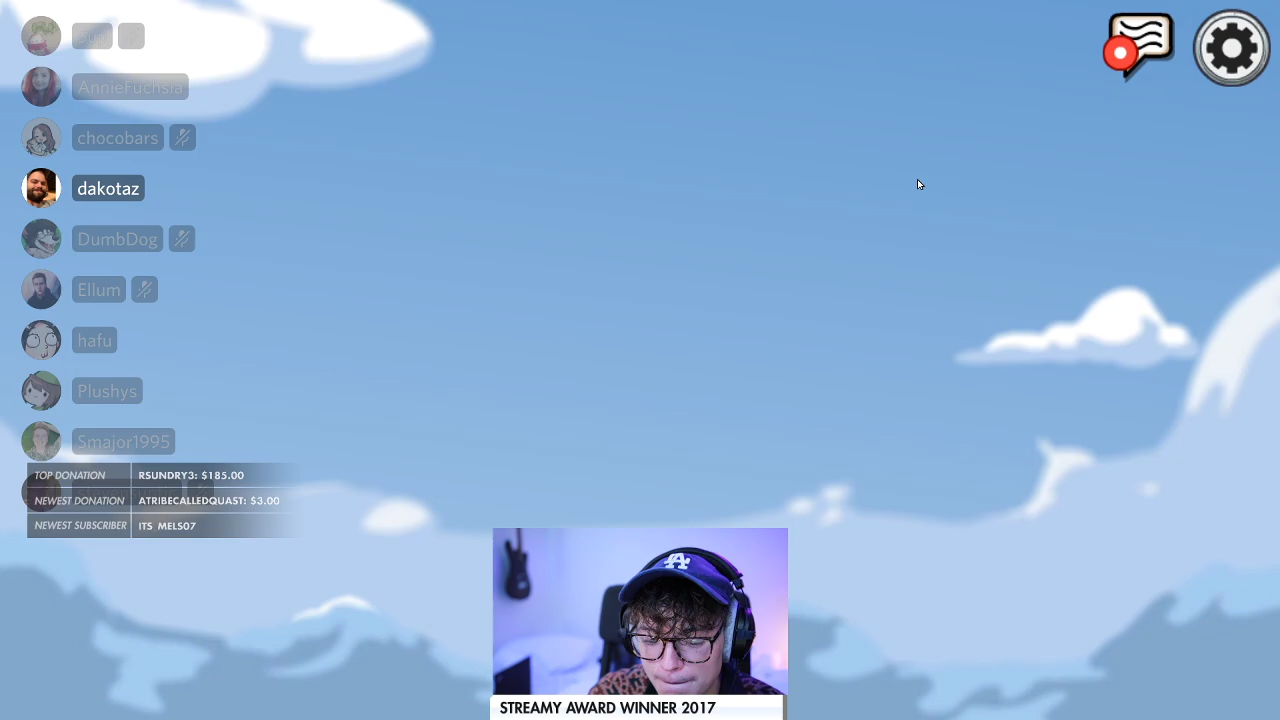 AnnieFuchsia
chocobars
dakotaz
DumbDog
Ellum
hafu
Plushys
Smajor1995
TOP DONATION RSUNDRY3: $185.00
NEWEST DONATION ATRIBECALLEDQUAST: $3.00
NEWEST SUBSCRIBER ITS_MELS07
LA
STREAMY AWARD WINNER 2017